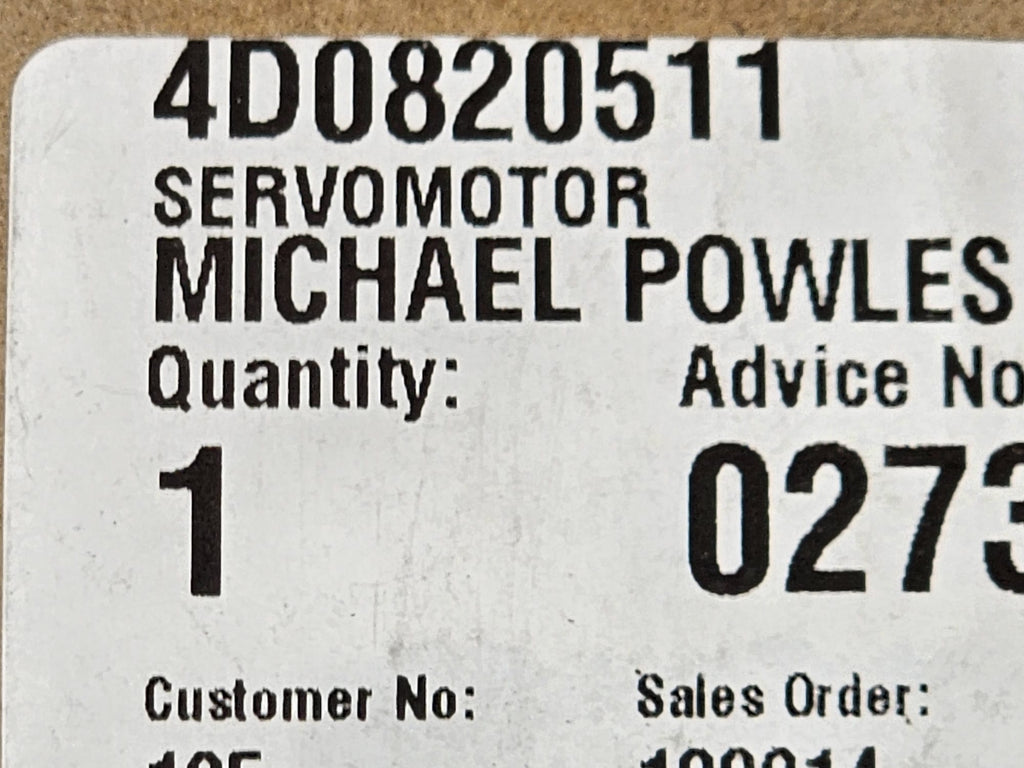 4D0820511
SERVOMOTOR
MICHAEL POWLES
Quantity: Advice No
1 0273
Customer No: Sales Order: